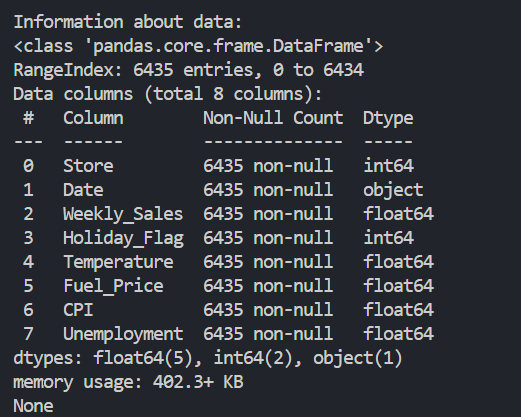 Information about data:
<class 'pandas.core.frame.DataFrame'>
RangeIndex: 6435 entries, 0 to 6434
Data columns (total 8 columns):
 #   Column        Non-Null Count  Dtype
---  ------        --------------  -----
 0   Store         6435 non-null   int64
 1   Date          6435 non-null   object
 2   Weekly_Sales  6435 non-null   float64
 3   Holiday_Flag  6435 non-null   int64
 4   Temperature   6435 non-null   float64
 5   Fuel_Price    6435 non-null   float64
 6   CPI           6435 non-null   float64
 7   Unemployment  6435 non-null   float64
dtypes: float64(5), int64(2), object(1)
memory usage: 402.3+ KB
None